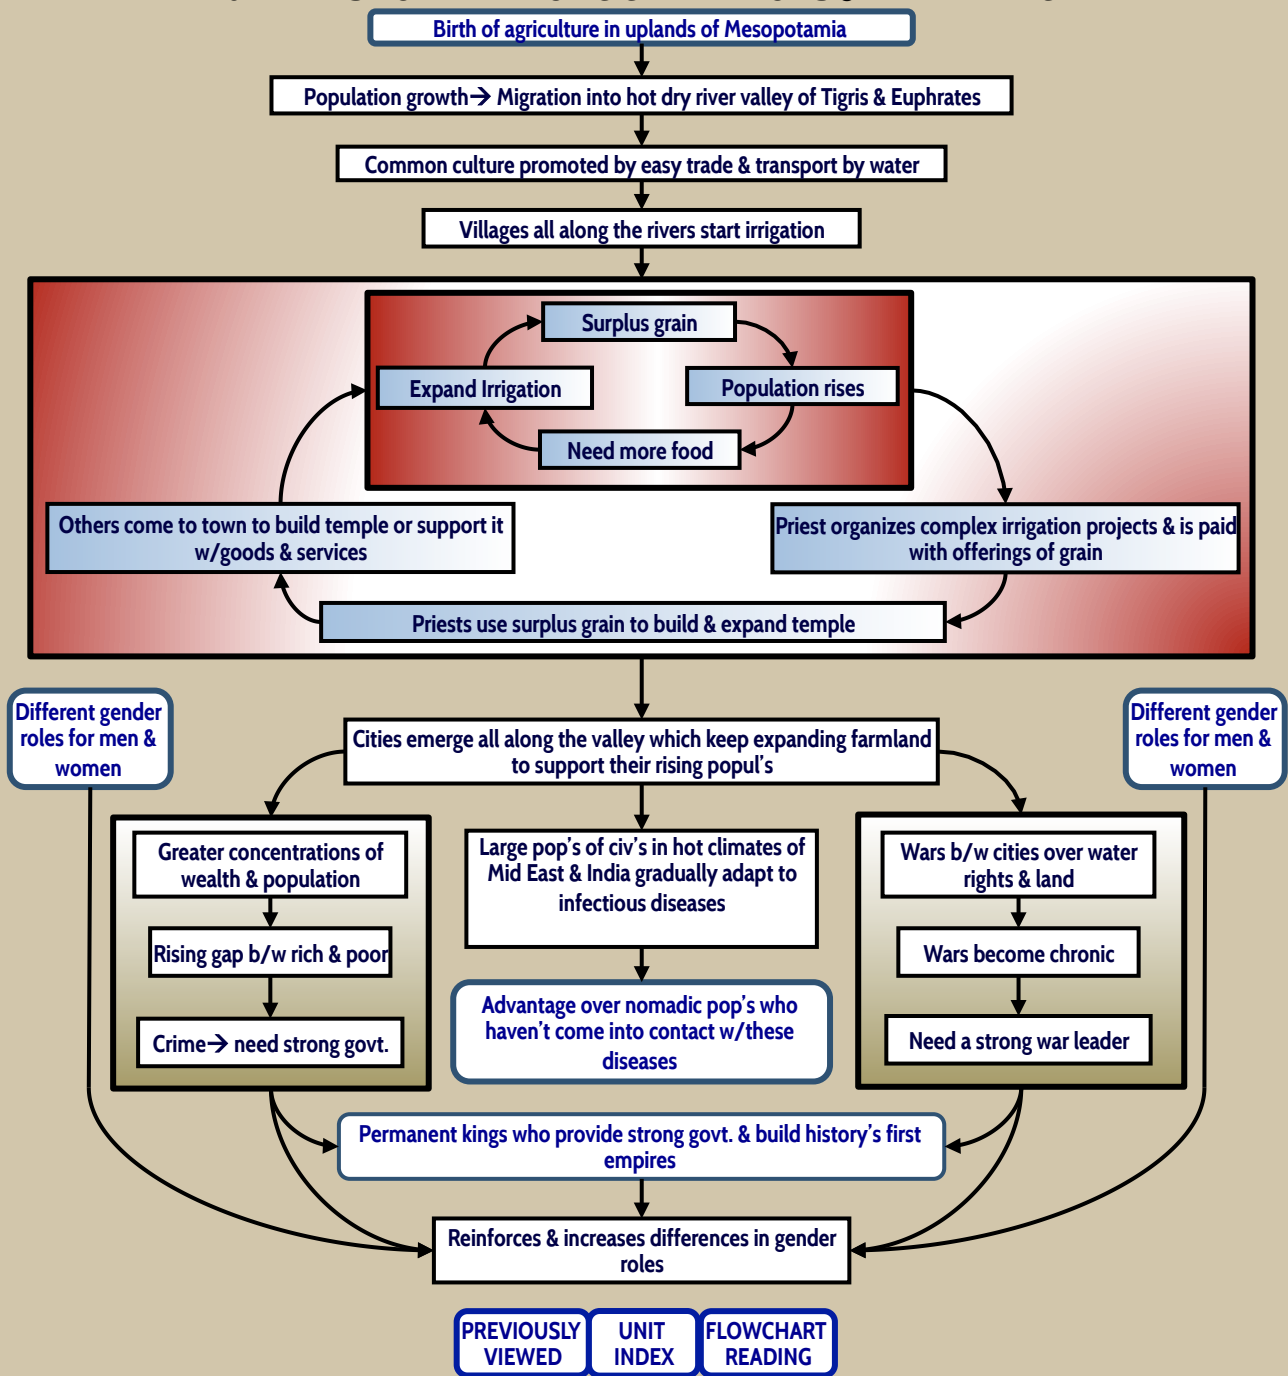 Birth of agriculture in uplands of Mesopotamia
Population growth→ Migration into hot dry river valley of Tigris & Euphrates
Common culture promoted by easy trade & transport by water
Villages all along the rivers start irrigation
Surplus grain
Expand Irrigation
Population rises
Need more food
Others come to town to build temple or support it
w/goods & services
Priest organizes complex irrigation projects & is paid
with offerings of grain
Priests use surplus grain to build & expand temple
Different gender
roles for men &
women
Cities emerge all along the valley which keep expanding farmland
to support their rising popul's
Different gender
roles for men &
women
Greater concentrations of
wealth & population
Rising gap b/w rich & poor
Crime→ need strong govt.
Large pop's of civ's in hot climates of
Mid East & India gradually adapt to
infectious diseases
Advantage over nomadic pop's who
haven't come into contact w/these
diseases
Wars b/w cities over water
rights & land
Wars become chronic
Need a strong war leader
Permanent kings who provide strong govt. & build history's first
empires
Reinforces & increases differences in gender
roles
PREVIOUSLY
VIEWED
UNIT
INDEX
FLOWCHART
READING